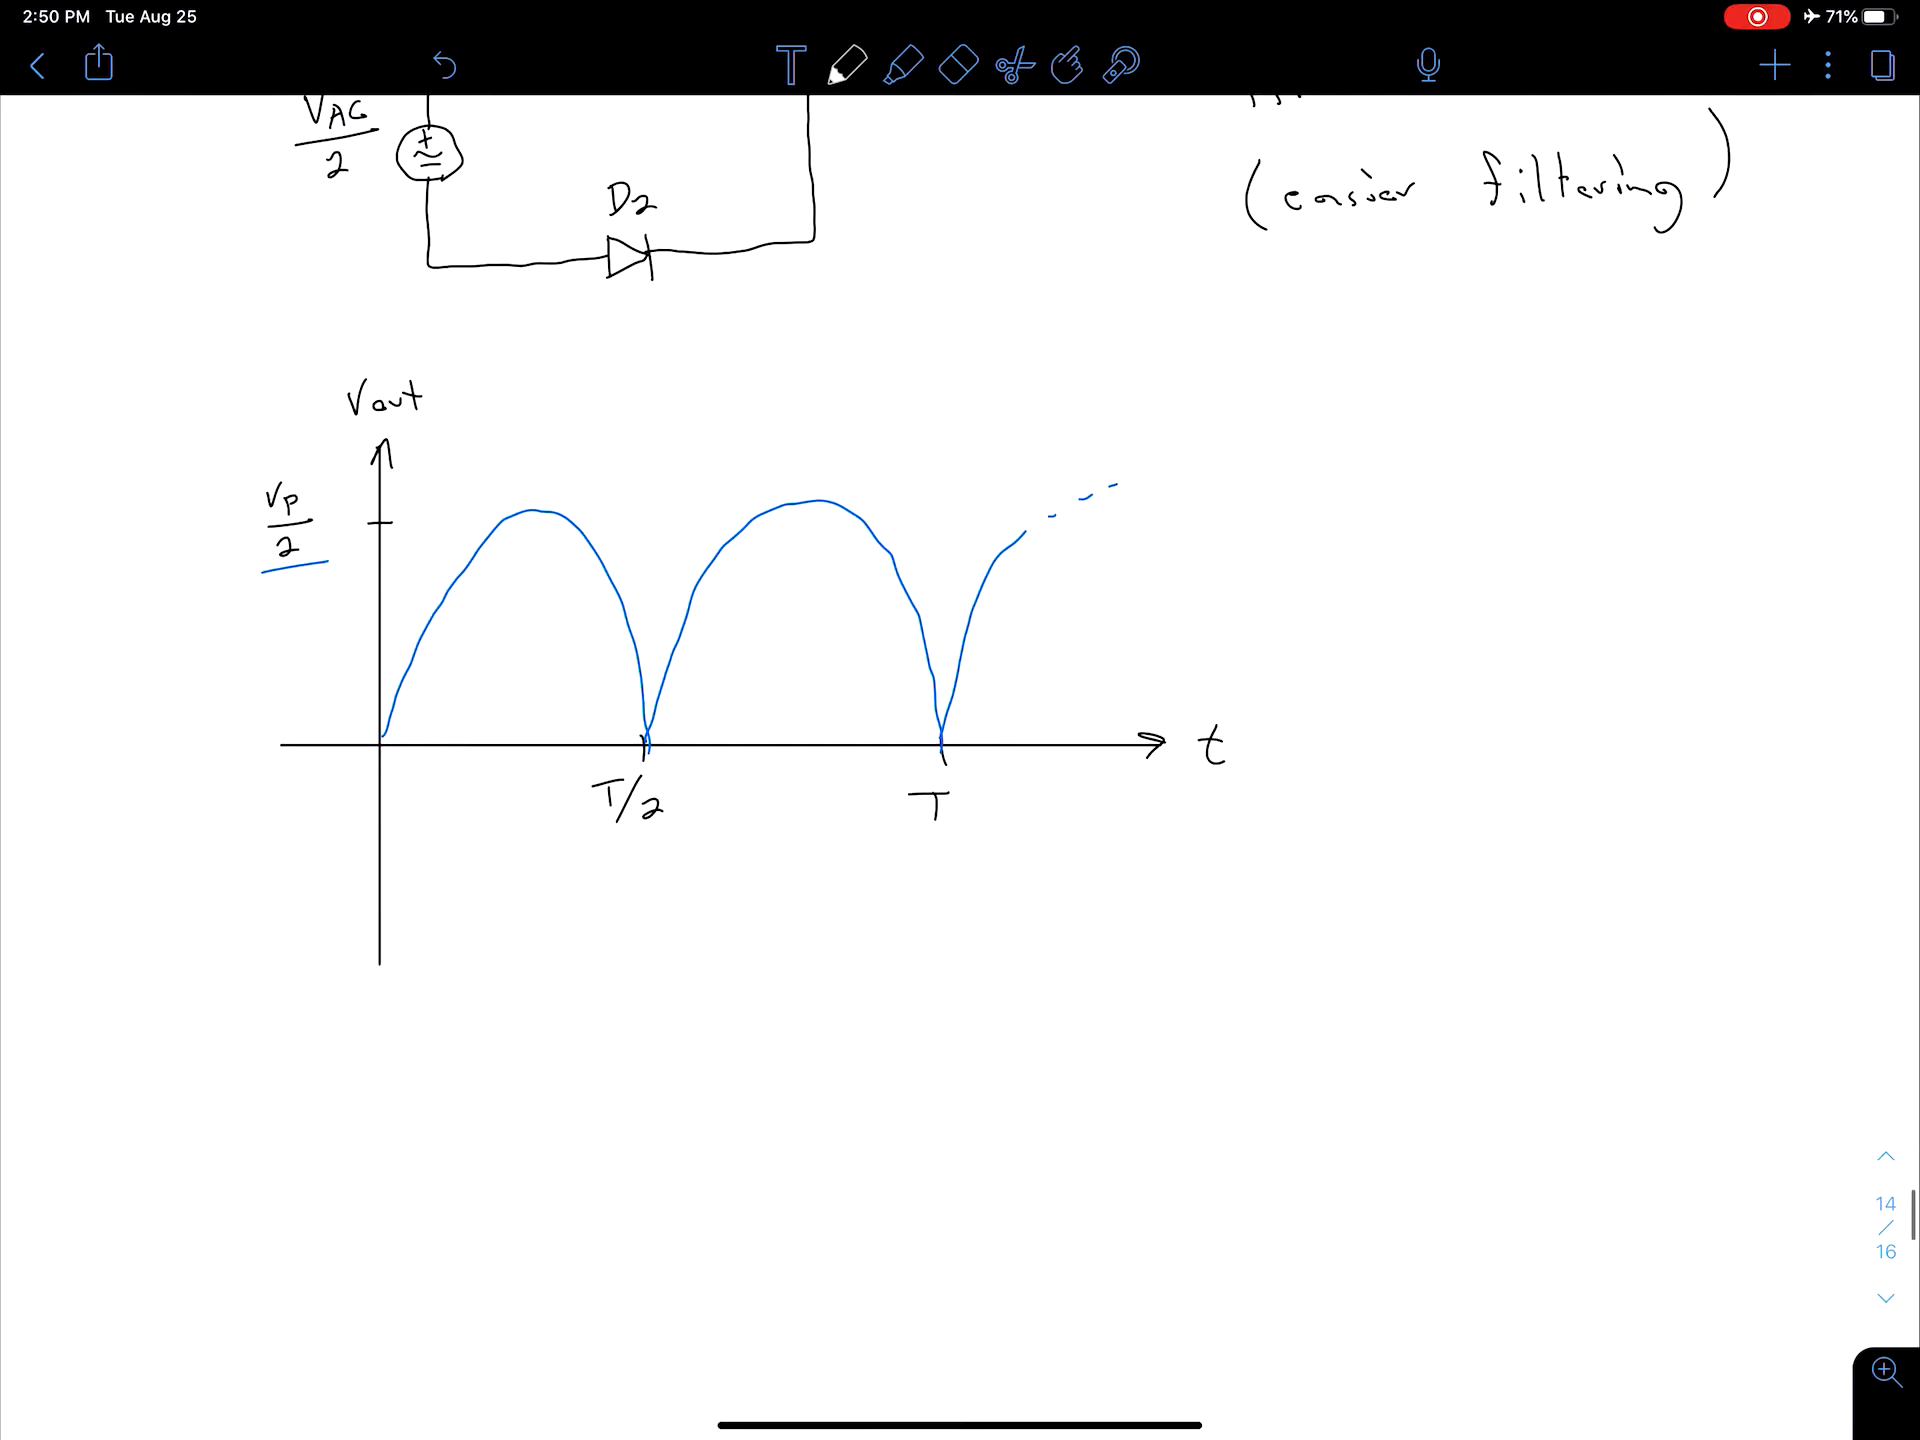 2:50 PM Tue Aug 25
71%
VAC
2
+
D2
(easier filtering)
Vout
VP
2
t
T/2
T
14
/
16